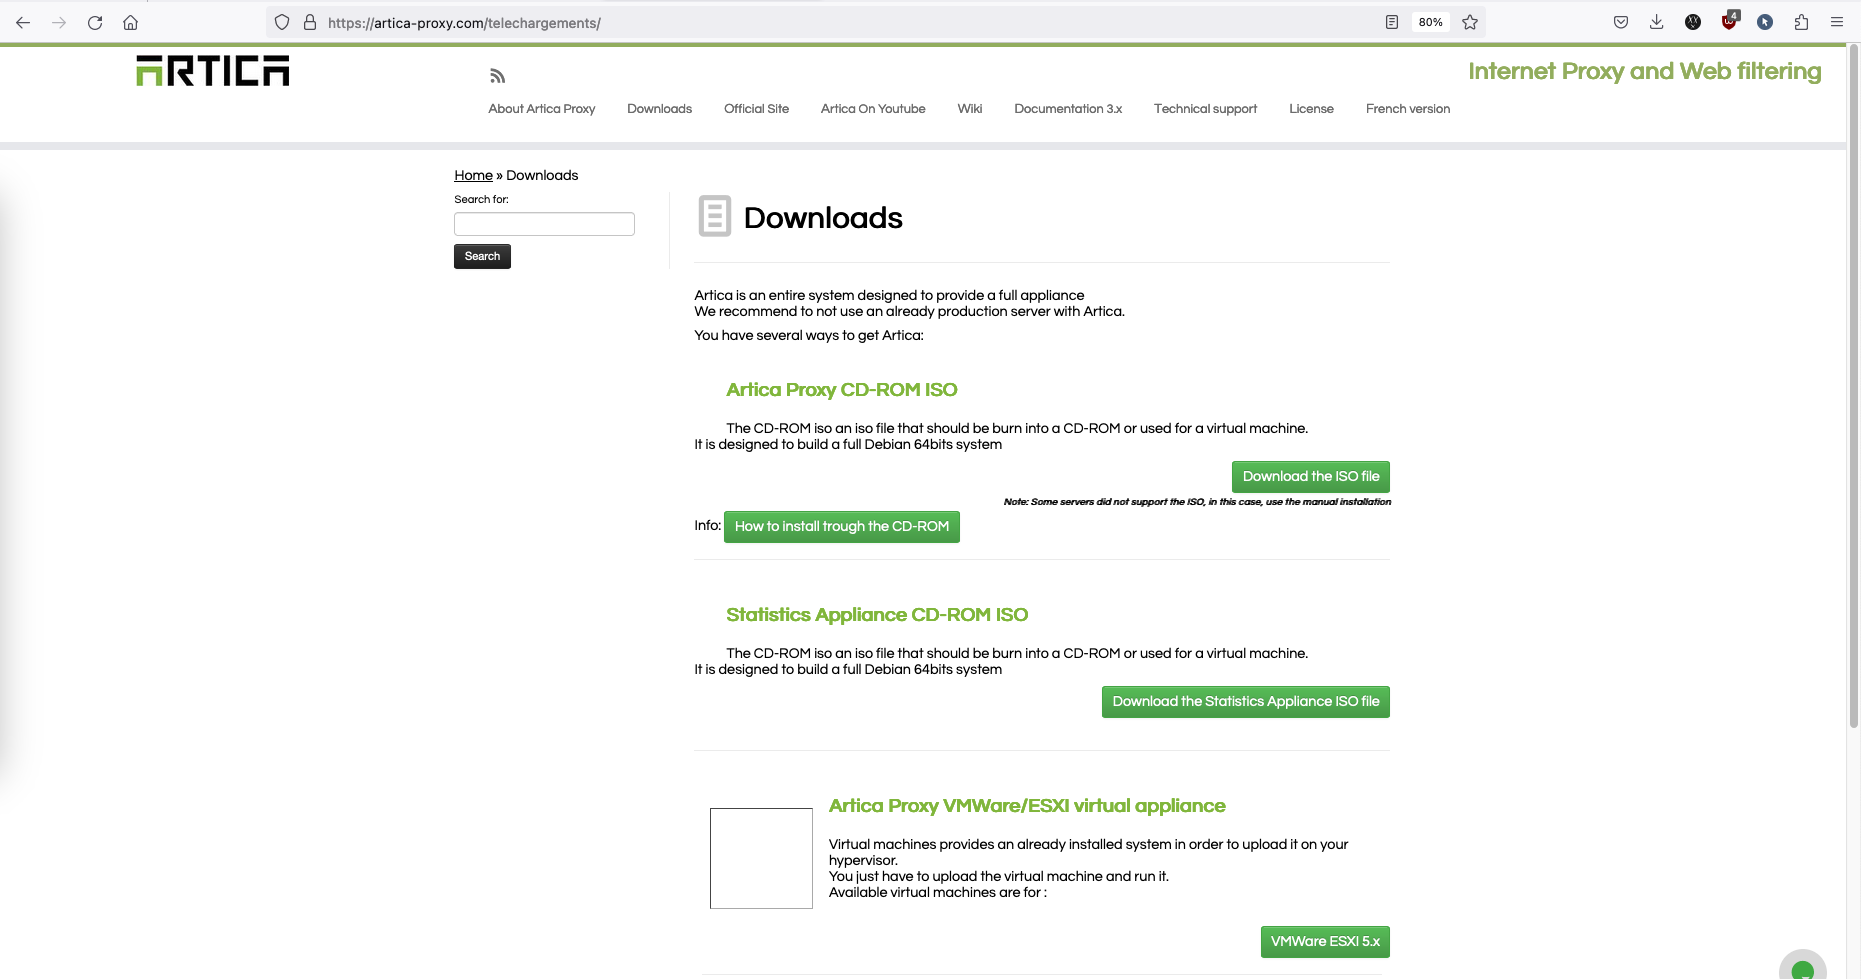 https://artica-proxy.com/telechargements/
80%
4
ARTICA
Internet Proxy and Web filtering
About Artica Proxy Downloads Official Site Artica On Youtube Wiki Documentation 3.x Technical support License French version
Home » Downloads
Search for:
Search
Downloads
Artica is an entire system designed to provide a full appliance
We recommend to not use an already production server with Artica.
You have several ways to get Artica:
Artica Proxy CD-ROM ISO
The CD-ROM iso an iso file that should be burn into a CD-ROM or used for a virtual machine.
It is designed to build a full Debian 64bits system
Download the ISO file
Note: Some servers did not support the ISO, in this case, use the manual installation
Info: How to install trough the CD-ROM
Statistics Appliance CD-ROM ISO
The CD-ROM iso an iso file that should be burn into a CD-ROM or used for a virtual machine.
It is designed to build a full Debian 64bits system
Download the Statistics Appliance ISO file
Artica Proxy VMWare/ESXI virtual appliance
Virtual machines provides an already installed system in order to upload it on your
hypervisor.
You just have to upload the virtual machine and run it.
Available virtual machines are for :
VMWare ESXI 5.x